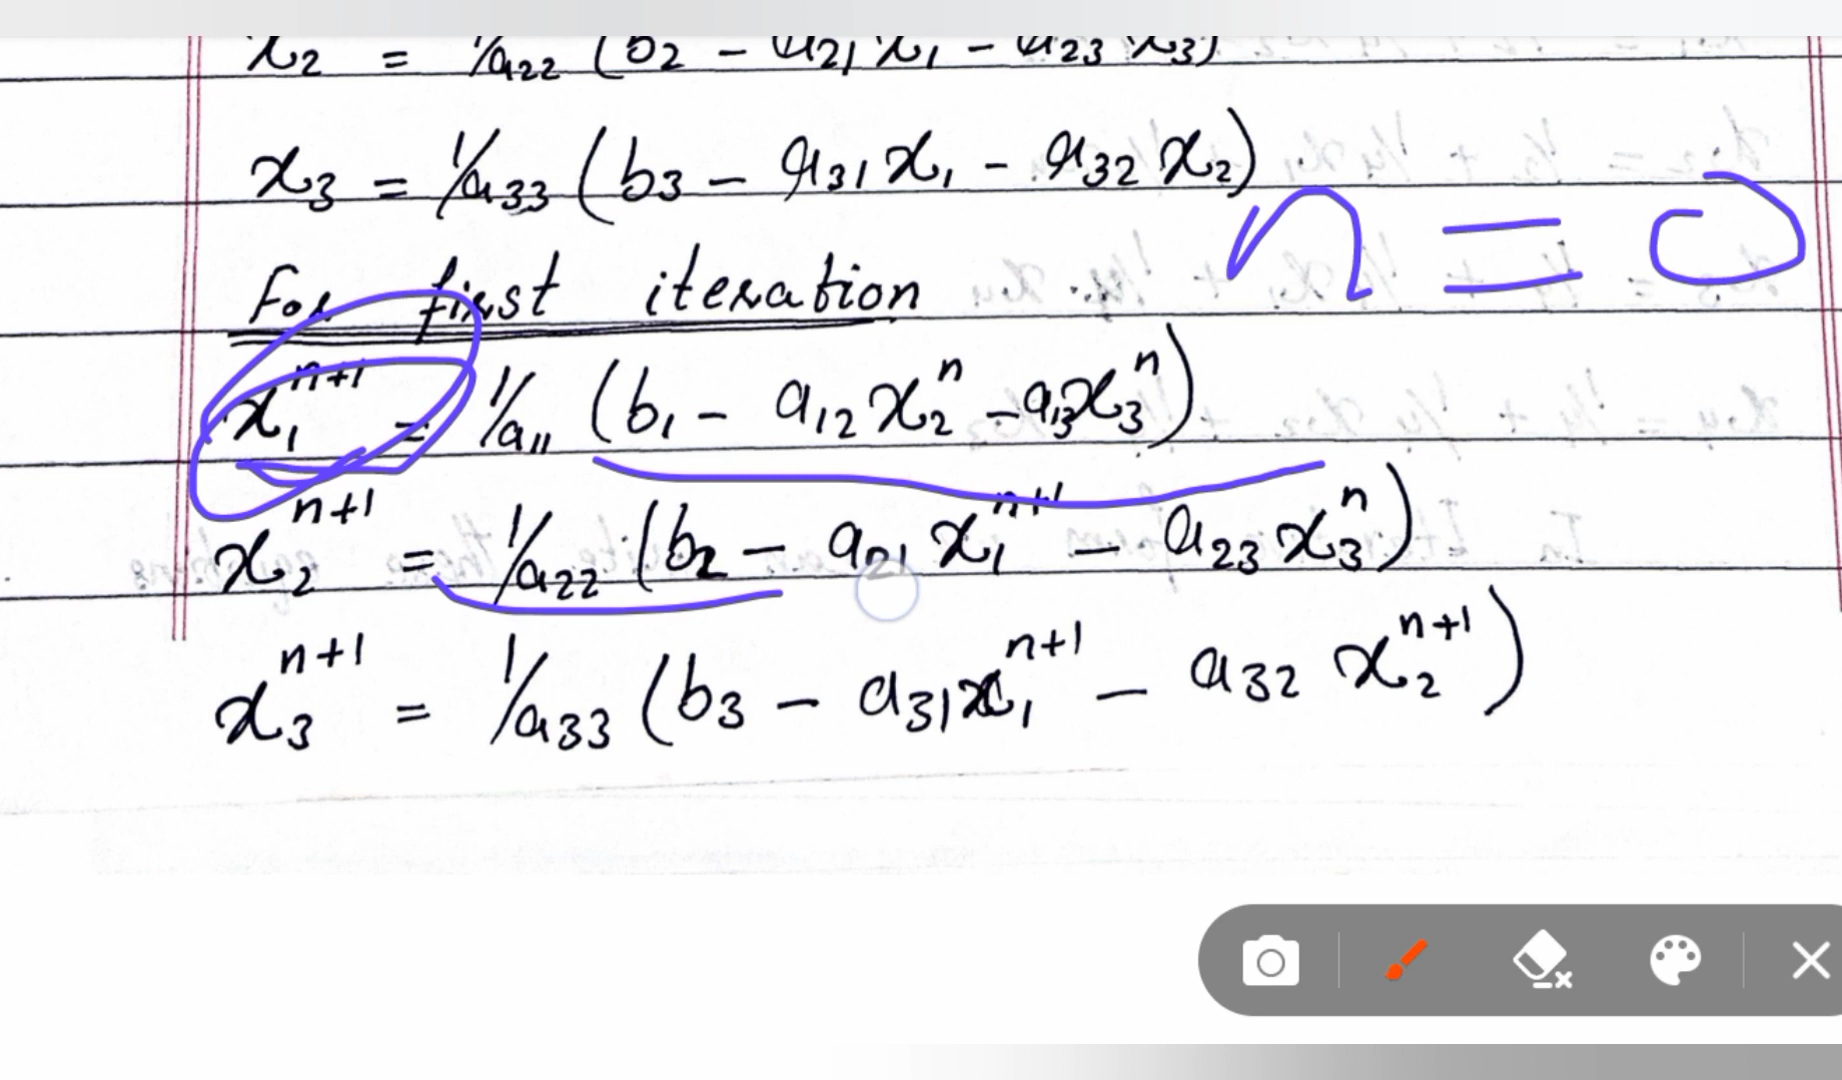 x2 = 1/a22 (b2 - a21 x1 - a23 x3)
x3 = 1/a33 (b3 - a31 x1 - a32 x2)
n = 0
For first iteration
x1^n+1 = 1/a11 (b1 - a12 x2^n - a13 x3^n)
x2^n+1 = 1/a22 (b2 - a21 x1^n+1 - a23 x3^n)
x3^n+1 = 1/a33 (b3 - a31 x1^n+1 - a32 x2^n+1)